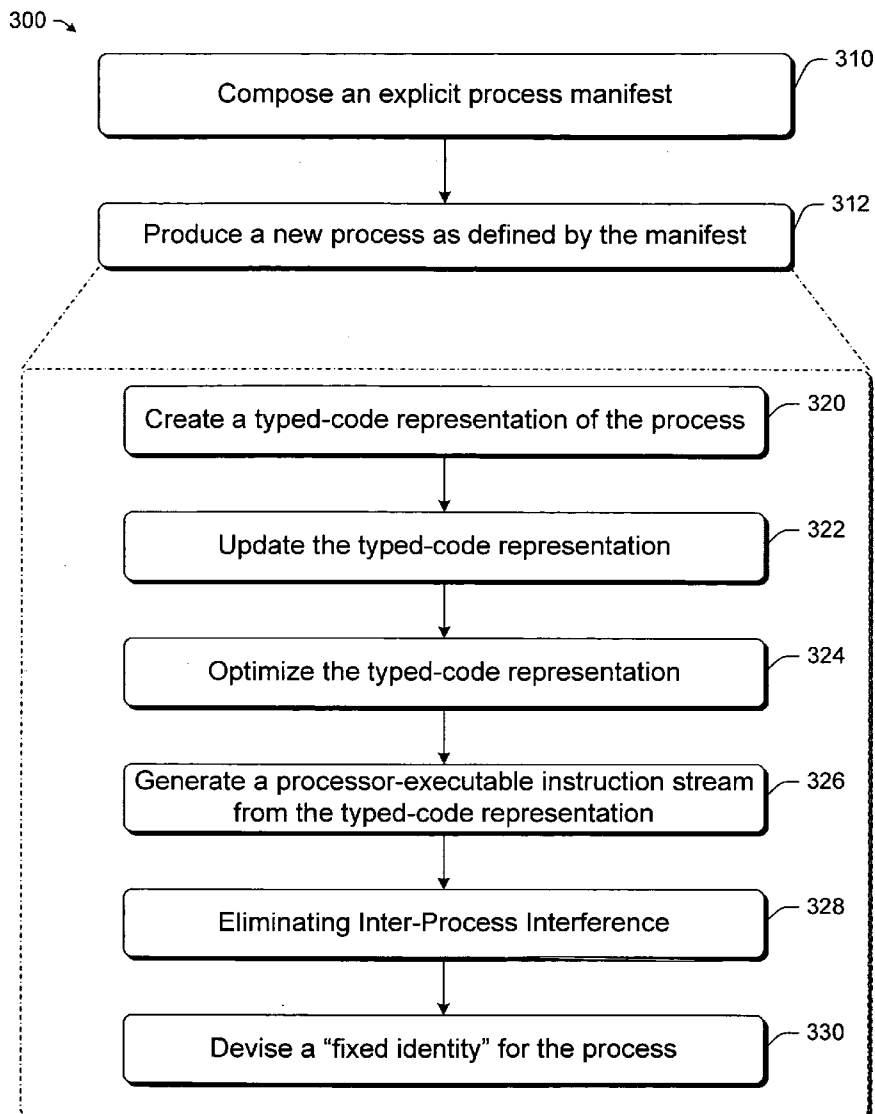 300
310
Compose an explicit process manifest
312
Produce a new process as defined by the manifest
320
Create a typed-code representation of the process
322
Update the typed-code representation
324
Optimize the typed-code representation
326
Generate a processor-executable instruction stream
from the typed-code representation
328
Eliminating Inter-Process Interference
330
Devise a “fixed identity” for the process